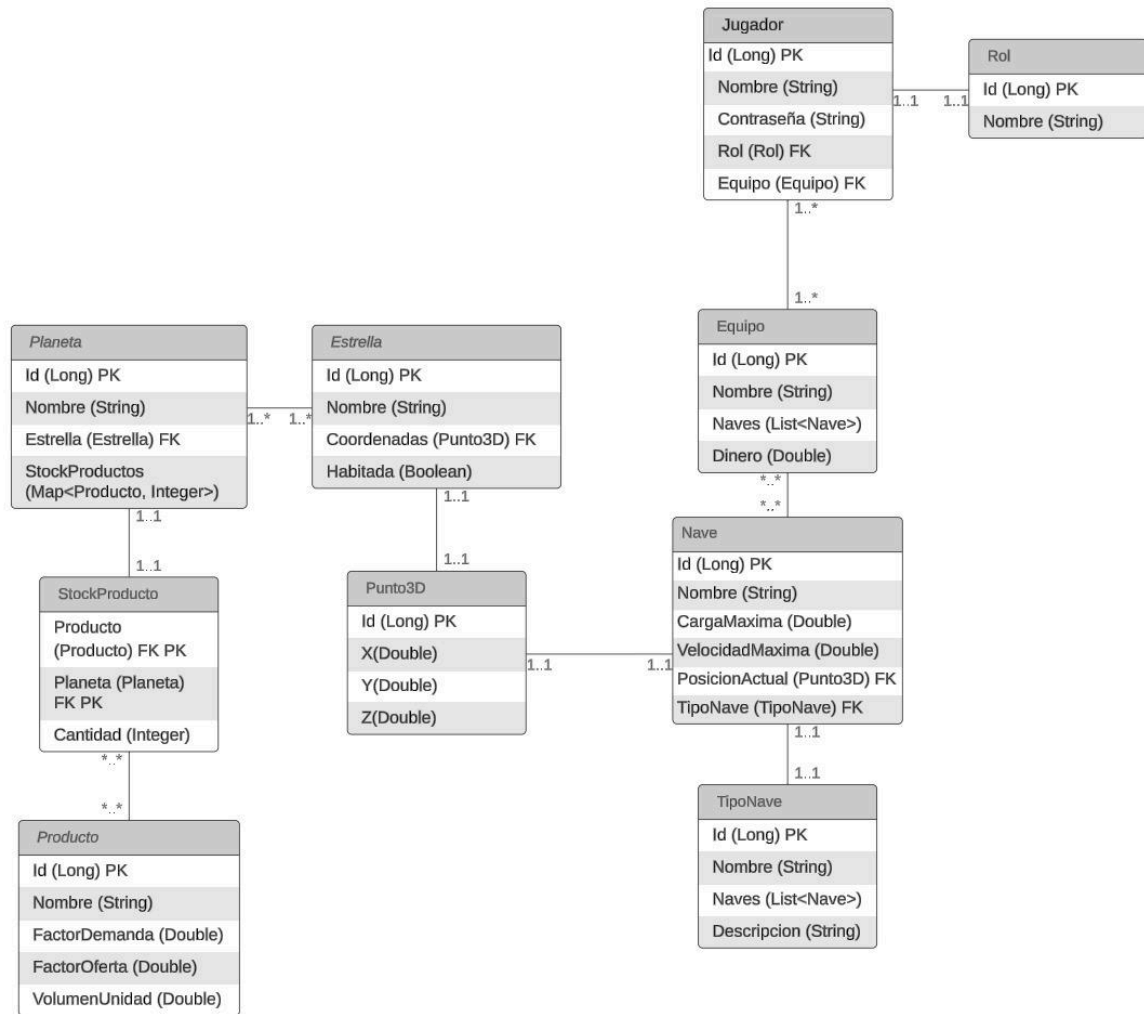 Jugador
Id (Long) PK
Nombre (String)
Contraseña (String)
Rol (Rol) FK
Equipo (Equipo) FK
1..1
1..1
Rol
Id (Long) PK
Nombre (String)
1..*
1..*
Planeta
Id (Long) PK
Nombre (String)
Estrella (Estrella) FK
StockProductos
(Map<Producto, Integer>)
1..*
1..*
Estrella
Id (Long) PK
Nombre (String)
Coordenadas (Punto3D) FK
Habitada (Boolean)
Equipo
Id (Long) PK
Nombre (String)
Naves (List<Nave>)
Dinero (Double)
*..*
*..*
1..1
1..1
1..1
1..1
StockProducto
Producto
(Producto) FK PK
Planeta (Planeta)
FK PK
Cantidad (Integer)
Punto3D
Id (Long) PK
X(Double)
Y(Double)
Z(Double)
1..1
1..1
Nave
Id (Long) PK
Nombre (String)
CargaMaxima (Double)
VelocidadMaxima (Double)
PosicionActual (Punto3D) FK
TipoNave (TipoNave) FK
*..*
*..*
1..1
1..1
Producto
Id (Long) PK
Nombre (String)
FactorDemanda (Double)
FactorOferta (Double)
VolumenUnidad (Double)
TipoNave
Id (Long) PK
Nombre (String)
Naves (List<Nave>)
Descripcion (String)